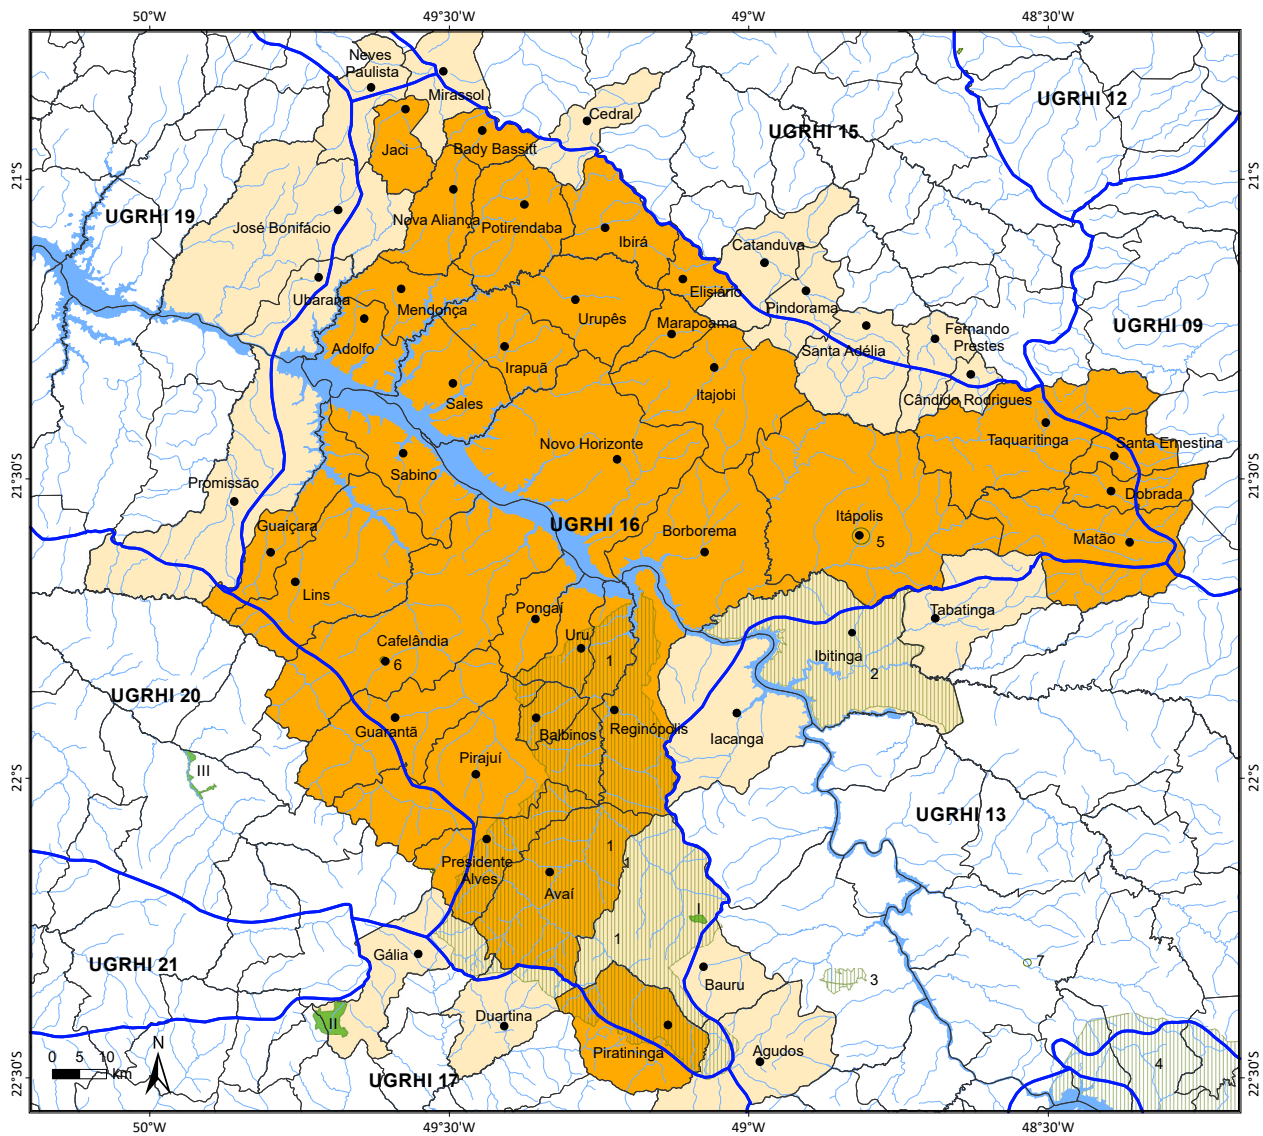 50°W
49°30'W
49°W
48°30'W
Neves
Paulista
Mirassol
UGRHI 12
Cedral
UGRHI 15
Jaci
Bady Bassitt
21°S
21°S
UGRHI 19
José Bonifácio
Nova Aliança
Potirendaba
Ibirá
Catanduva
Elisiário
Ubarana
Mendonça
Pindorama
Urupês
Marapoama
Fernando
Prestes
UGRHI 09
Adolfo
Santa Adélia
Irapuã
Itajobi
Sales
Cândido Rodrigues
Novo Horizonte
Taquaritinga
Santa Ernestina
Sabino
21°30'S
21°30'S
Promissão
Dobrada
Guaiçara
UGRHI 16
Itápolis
Borborema
5
Matão
Lins
Pongaí
Tabatinga
Cafelândia
Uru
6
1
Ibitinga
2
UGRHI 20
Guarantã
Balbinos
Reginópolis
Iacanga
Pirajuí
III
22°S
22°S
UGRHI 13
1
1
Presidente
Alves
Avaí
I
1
Gália
UGRHI 21
7
Bauru
3
Duartina
II
N
Piratininga
Agudos
0 5 10
km
4
UGRHI 17
22°30'S
22°30'S
50°W
49°30'W
49°W
48°30'W